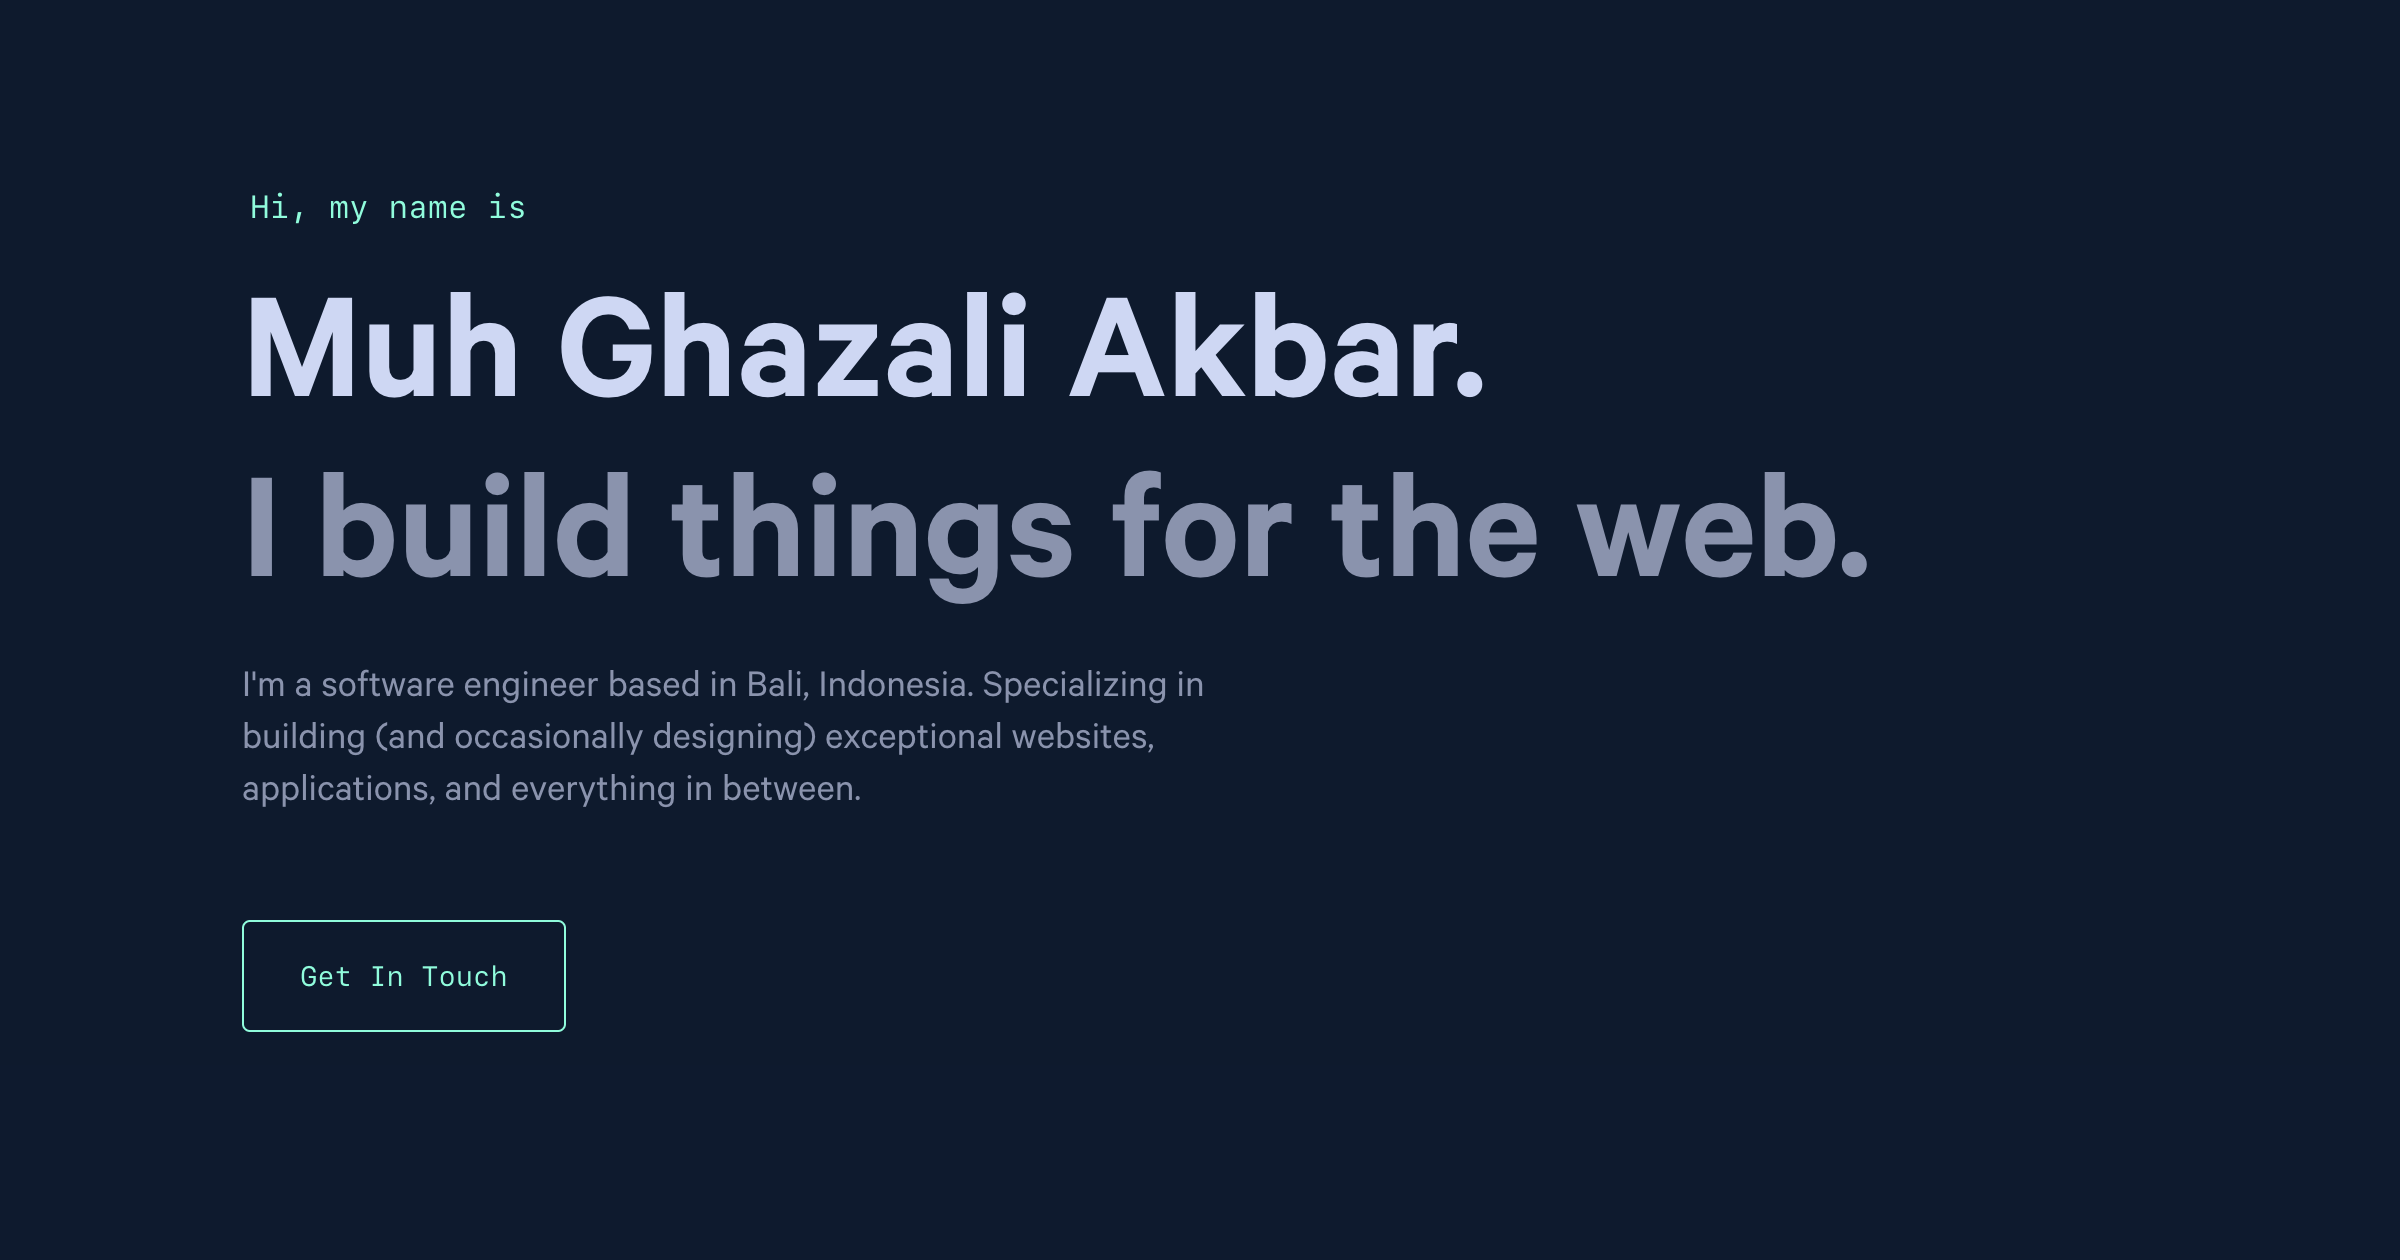 Hi, my name is
Muh Ghazali Akbar.
I build things for the web.
I'm a software engineer based in Bali, Indonesia. Specializing in
building (and occasionally designing) exceptional websites,
applications, and everything in between.
Get In Touch